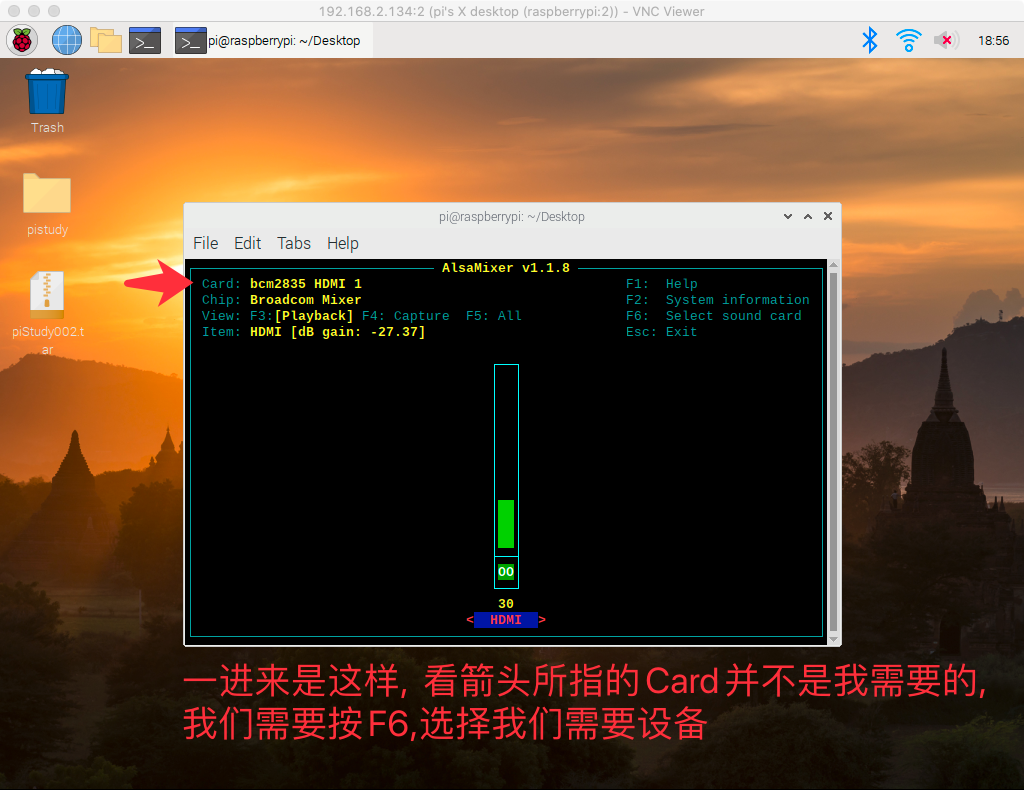 192.168.2.134:2 (pi's X desktop (raspberrypi:2)) - VNC Viewer
pi@raspberrypi: ~/Desktop
18:56
Trash
pistudy
piStudy002.t
ar
pi@raspberrypi: ~/Desktop
File Edit Tabs Help
AlsaMixer v1.1.8
Card: bcm2835 HDMI 1 F1: Help
Chip: Broadcom Mixer F2: System information
View: F3:[Playback] F4: Capture F5: All F6: Select sound card
Item: HDMI [dB gain: -27.37] Esc: Exit
OO
30
< HDMI >
一进来是这样, 看箭头所指的Card并不是我需要的,
我们需要按F6,选择我们需要设备